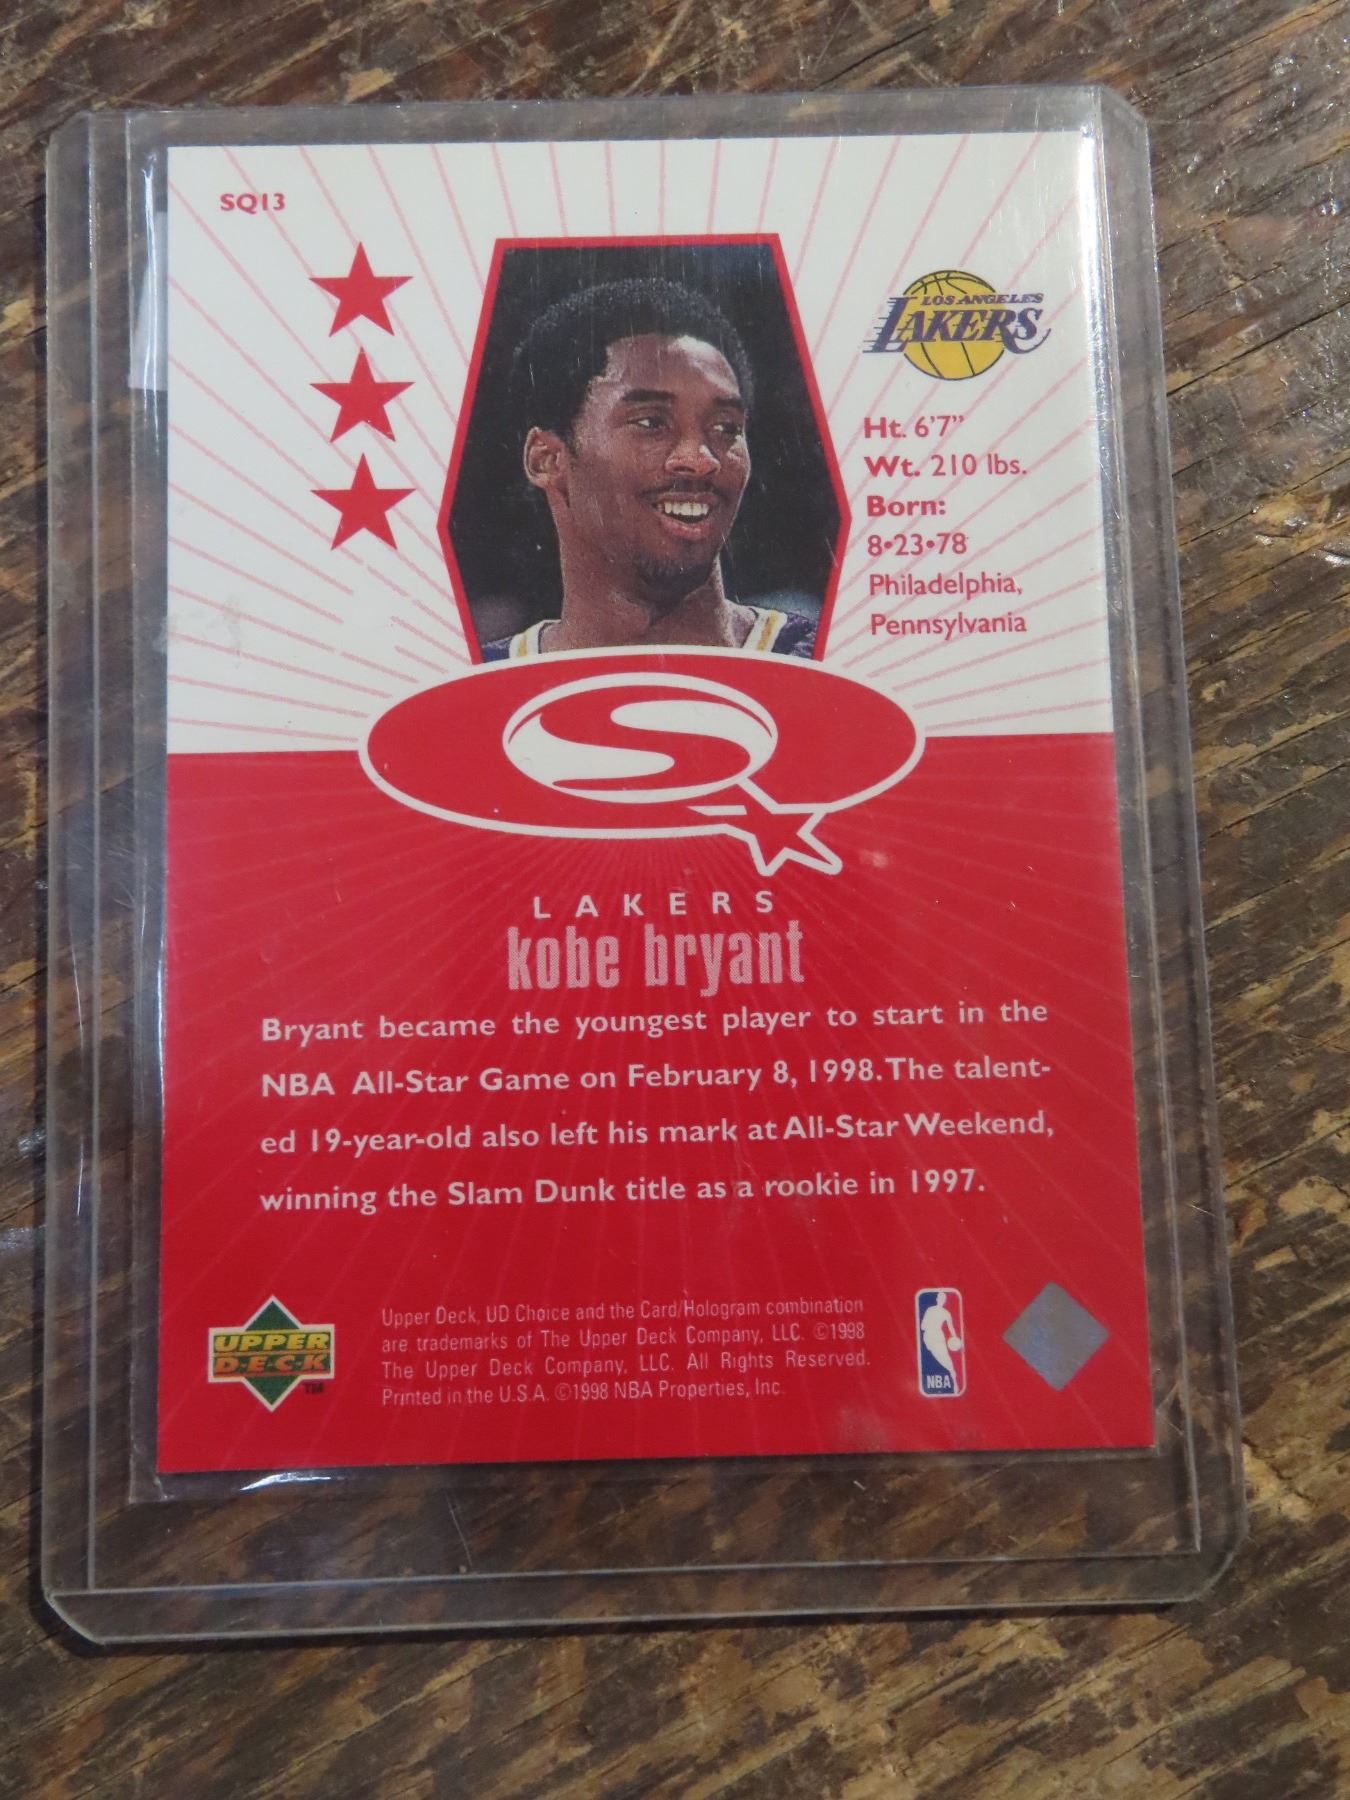 SQ13
LOS ANGELES
LAKERS
Ht. 6'7"
Wt. 210 lbs.
Born:
8•23•78
Philadelphia,
Pennsylvania
S
LAKERS
kobe bryant
Bryant became the youngest player to start in the
NBA All-Star Game on February 8, 1998. The talent-
ed 19-year-old also left his mark at All-Star Weekend,
winning the Slam Dunk title as a rookie in 1997.
UPPER
D•E•C•K
TM
Upper Deck, UD Choice and the Card/Hologram combination
are trademarks of The Upper Deck Company, LLC. ©1998
The Upper Deck Company, LLC. All Rights Reserved.
Printed in the U.S.A. ©1998 NBA Properties, Inc.
NBA